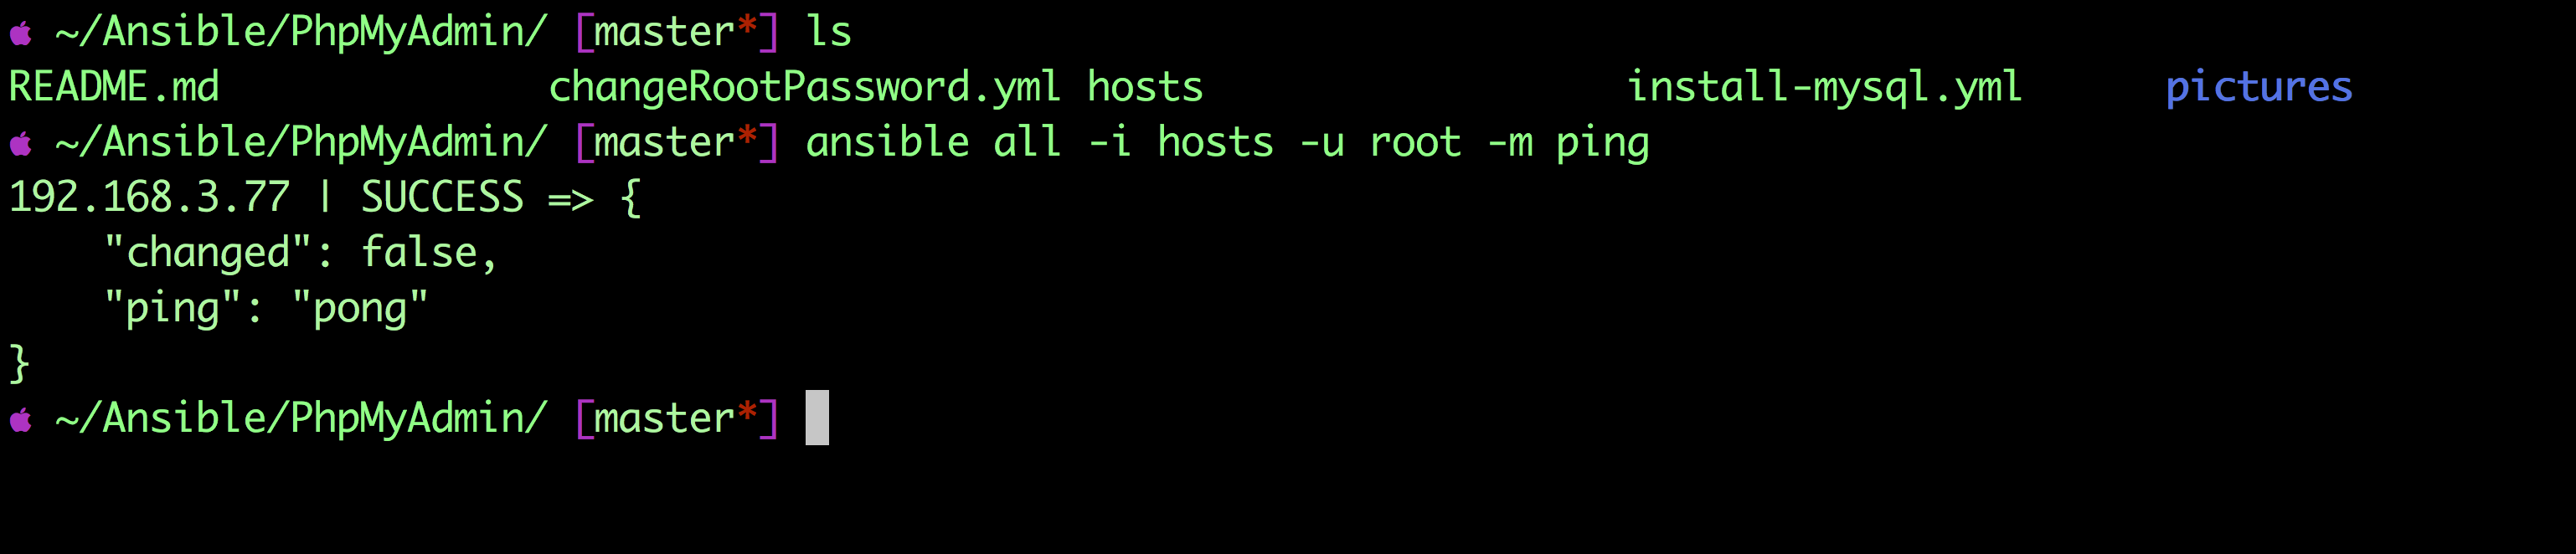 ~/Ansible/PhpMyAdmin/ [master*] ls
README.md changeRootPassword.yml hosts install-mysql.yml pictures
~/Ansible/PhpMyAdmin/ [master*] ansible all -i hosts -u root -m ping
192.168.3.77 | SUCCESS => {
    "changed": false,
    "ping": "pong"
}
~/Ansible/PhpMyAdmin/ [master*]